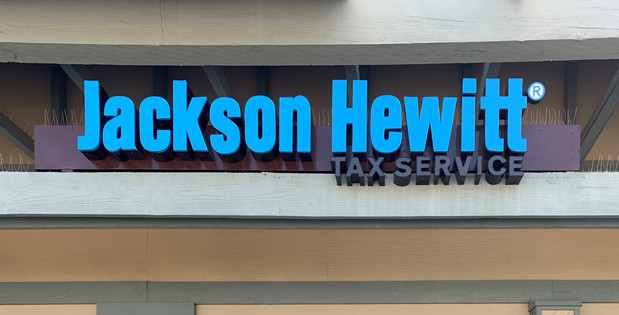 Jackson Hewitt®
TAX SERVICE